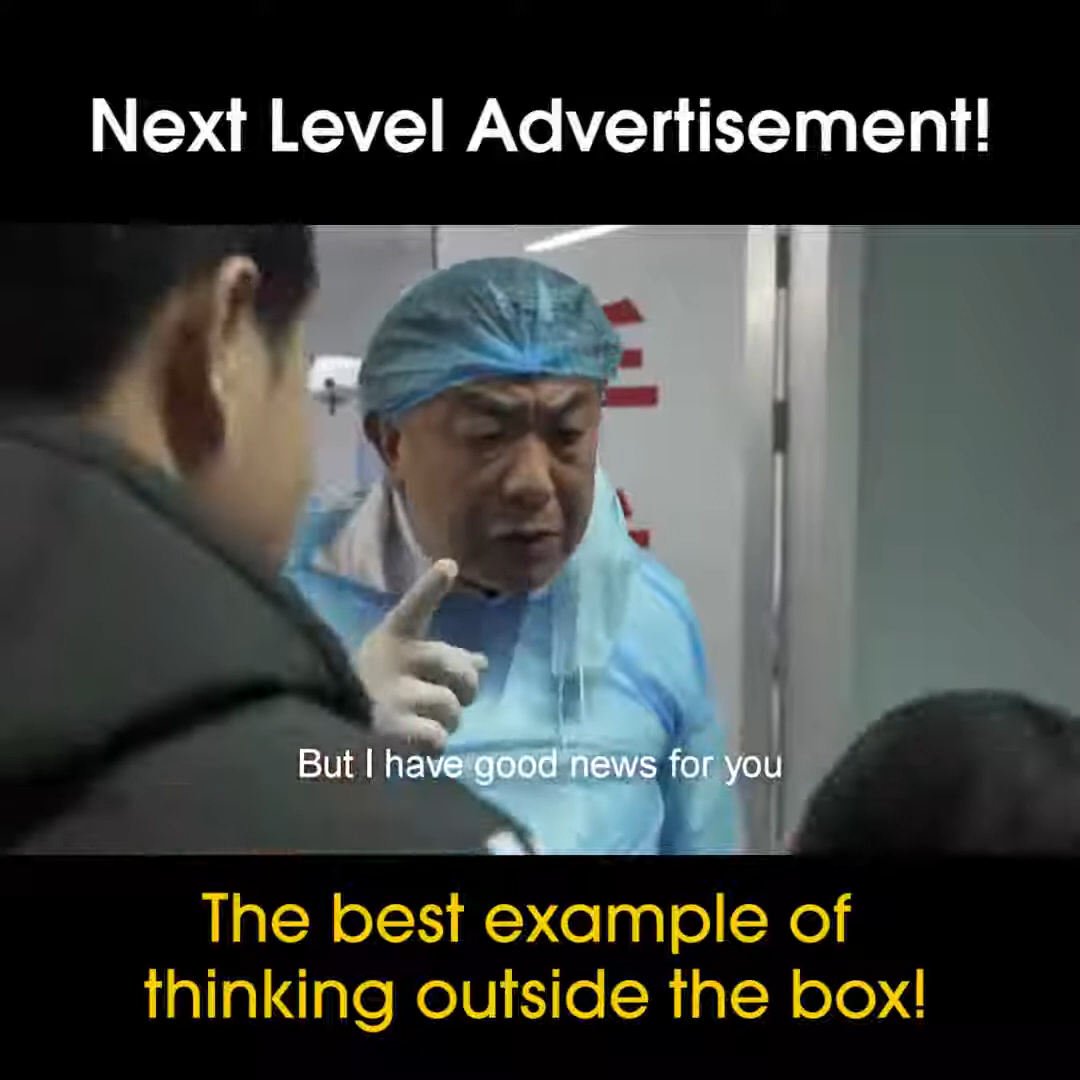 Next Level Advertisement!
But I have good news for you
The best example of
thinking outside the box!